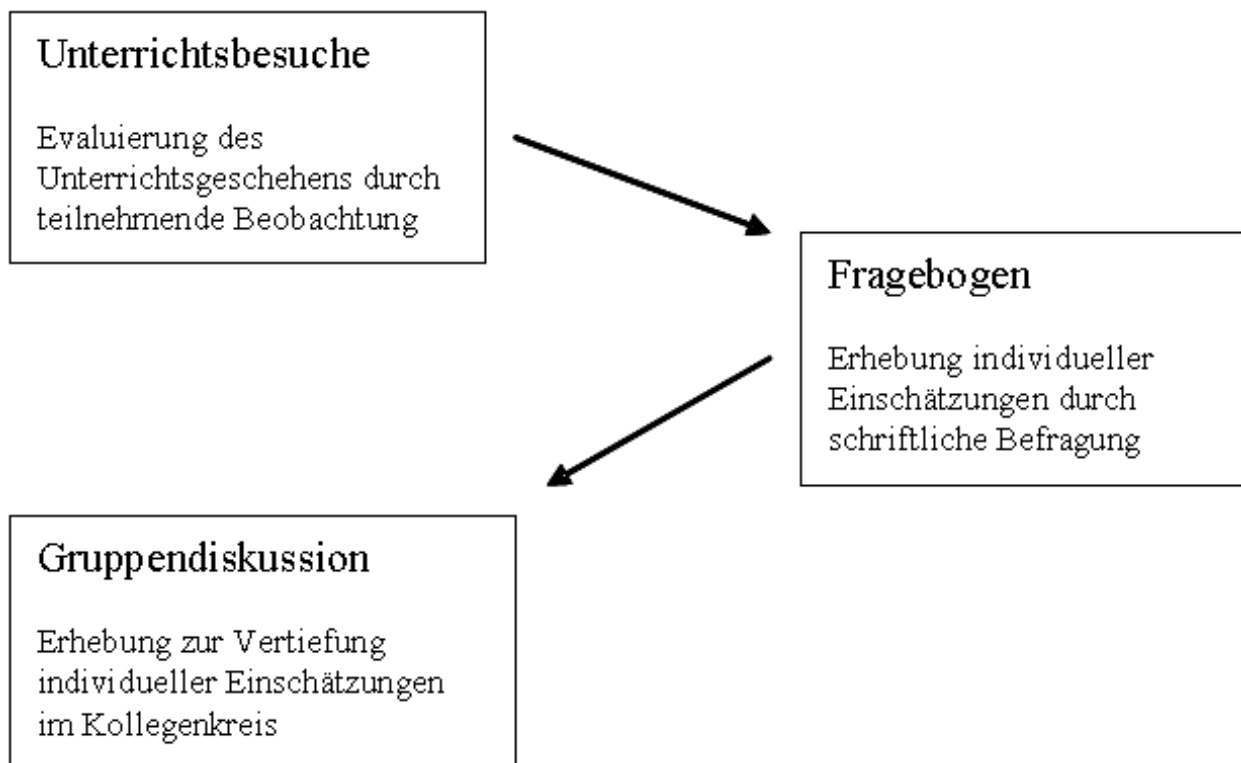 Unterrichtsbesuche
Evaluierung des
Unterrichtsgeschehens durch
teilnehmende Beobachtung
Fragebogen
Erhebung individueller
Einschätzungen durch
schriftliche Befragung
Gruppendiskussion
Erhebung zur Vertiefung
individueller Einschätzungen
im Kollegenkreis